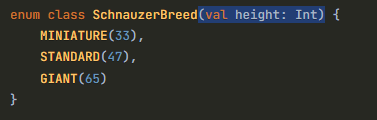 enum class SchnauzerBreed(val height: Int) {
    MINIATURE(33),
    STANDARD(47),
    GIANT(65)
}